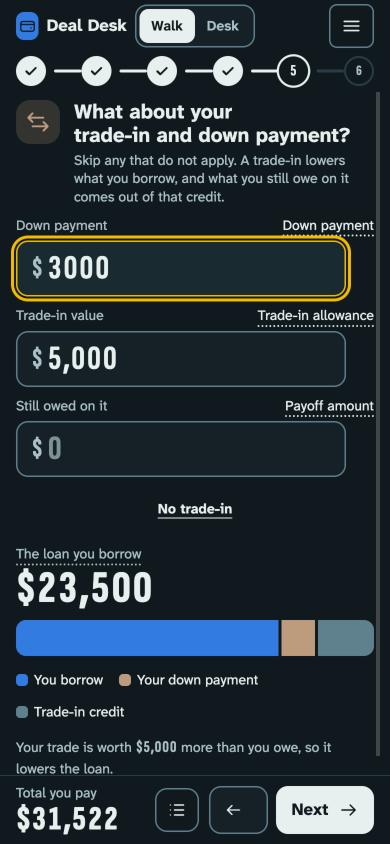 Deal Desk
Walk
Desk
5
6
What about your
trade-in and down payment?
Skip any that do not apply. A trade-in lowers
what you borrow, and what you still owe on it
comes out of that credit.
Down payment
Down payment
$ 3000
Trade-in value
Trade-in allowance
$ 5,000
Still owed on it
Payoff amount
$ 0
No trade-in
The loan you borrow
$23,500
You borrow
Your down payment
Trade-in credit
Your trade is worth $5,000 more than you owe, so it
lowers the loan.
Total you pay
$31,522
Next